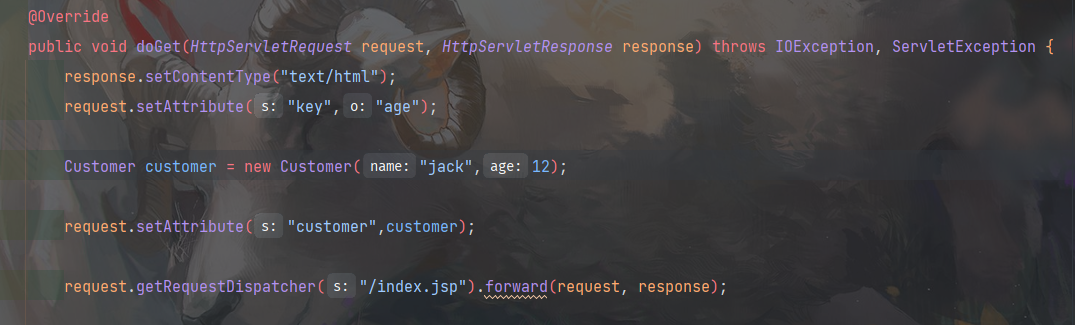 @Override
public void doGet(HttpServletRequest request, HttpServletResponse response) throws IOException, ServletException {
response.setContentType("text/html");
request.setAttribute( s: "key", o: "age");
Customer customer = new Customer( name: "jack", age: 12);
request.setAttribute( s: "customer",customer);
request.getRequestDispatcher( s: "/index.jsp").forward(request, response);